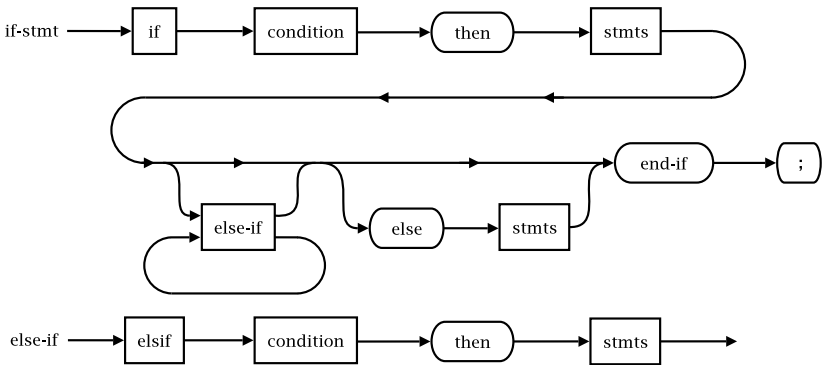 if-stmt if condition then stmts
end-if ;
else-if else stmts
else-if elsif condition then stmts